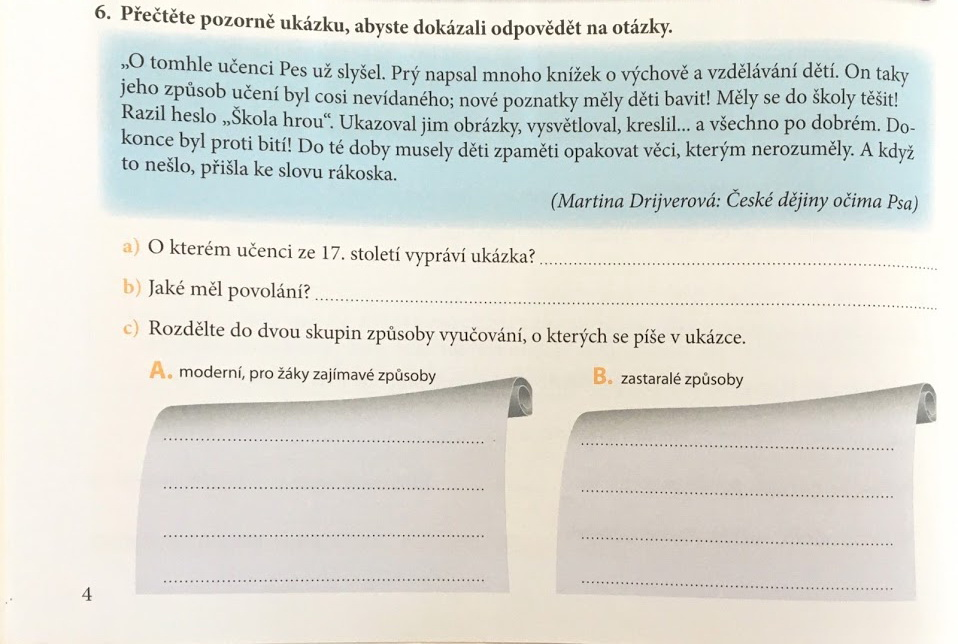 6. Přečtěte pozorně ukázku, abyste dokázali odpovědět na otázky.
„O tomhle učenci Pes už slyšel. Prý napsal mnoho knížek o výchově a vzdělávání dětí. On taky
jeho způsob učení byl cosi nevídaného; nové poznatky měly děti bavit! Měly se do školy těšit!
Razil heslo „Škola hrou“. Ukazoval jim obrázky, vysvětloval, kreslil... a všechno po dobrém. Do-
konce byl proti bití! Do té doby musely děti zpaměti opakovat věci, kterým nerozuměly. A když
to nešlo, přišla ke slovu rákoska.
(Martina Drijverová: České dějiny očima Psa)
a) O kterém učenci ze 17. století vypráví ukázka?
b) Jaké měl povolání?
c) Rozdělte do dvou skupin způsoby vyučování, o kterých se píše v ukázce.
A. moderní, pro žáky zajímavé způsoby
B. zastaralé způsoby
4